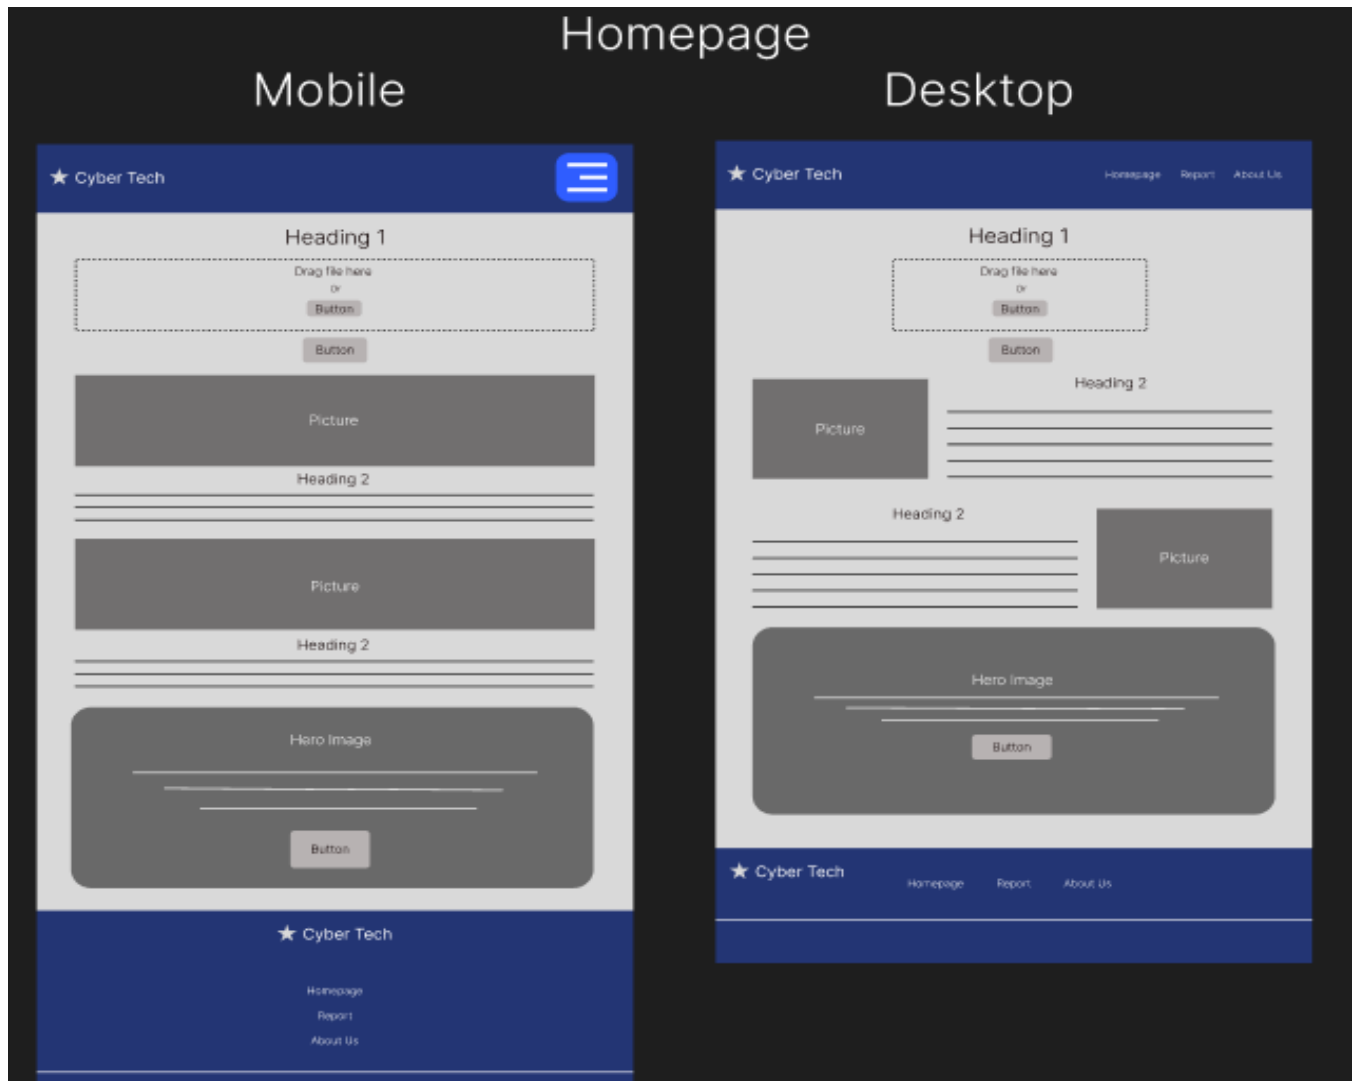 Homepage
Mobile
Desktop
Cyber Tech
Heading 1
Drag file here
Or
Button
Button
Picture
Heading 2
Picture
Heading 2
Hero Image
Button
Cyber Tech
Homepage
Report
About Us
Cyber Tech
Homepage Report About Us
Heading 1
Drag file here
Or
Button
Button
Picture
Heading 2
Heading 2
Picture
Hero Image
Button
Cyber Tech
Homepage Report About Us